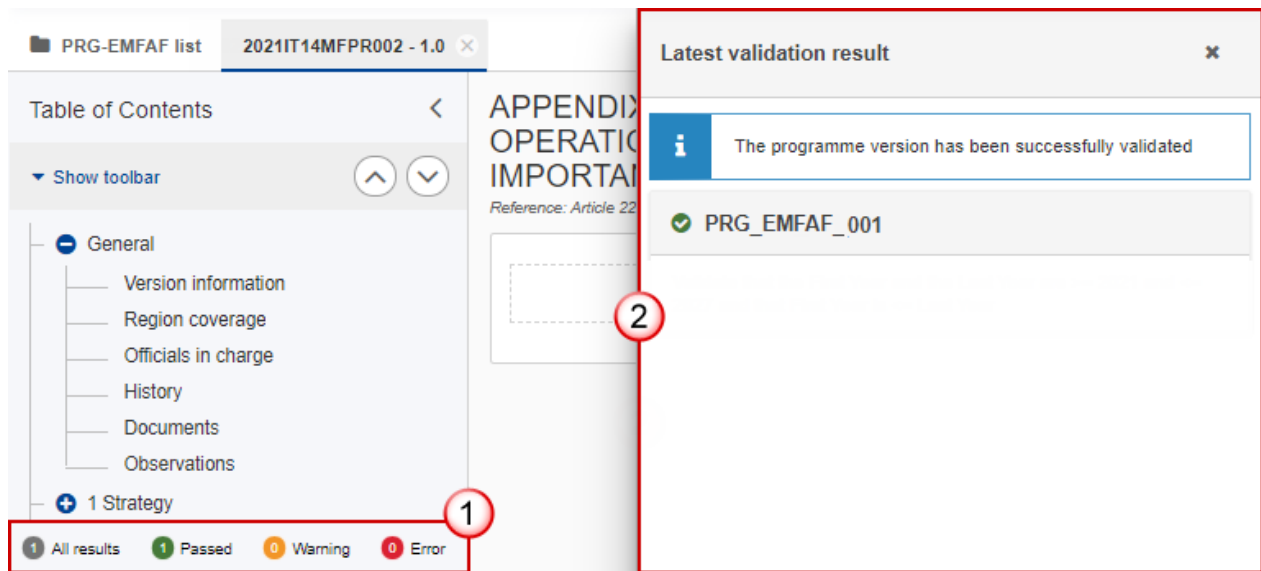 PRG-EMFAF list
2021IT14MFPR002 - 1.0
Table of Contents
Show toolbar
General
Version information
Region coverage
Officials in charge
History
Documents
Observations
1 Strategy
1
1 All results 1 Passed 0 Warning 0 Error
APPENDIX
OPERATIO
IMPORTAN
Reference: Article 22
2
Latest validation result
The programme version has been successfully validated
PRG_EMFAF_001